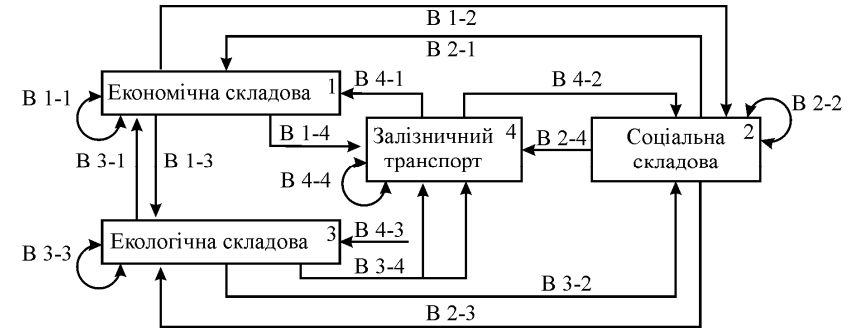 В 1-2
В 2-1
В 4-1
В 4-2
В 1-1
Економічна складова 1
В 2-2
В 1-4
Залізничний 4
транспорт
В 2-4
Соціальна 2
складова
В 3-1
В 1-3
В 4-4
Екологічна складова 3
В 4-3
В 3-3
В 3-4
В 3-2
В 2-3